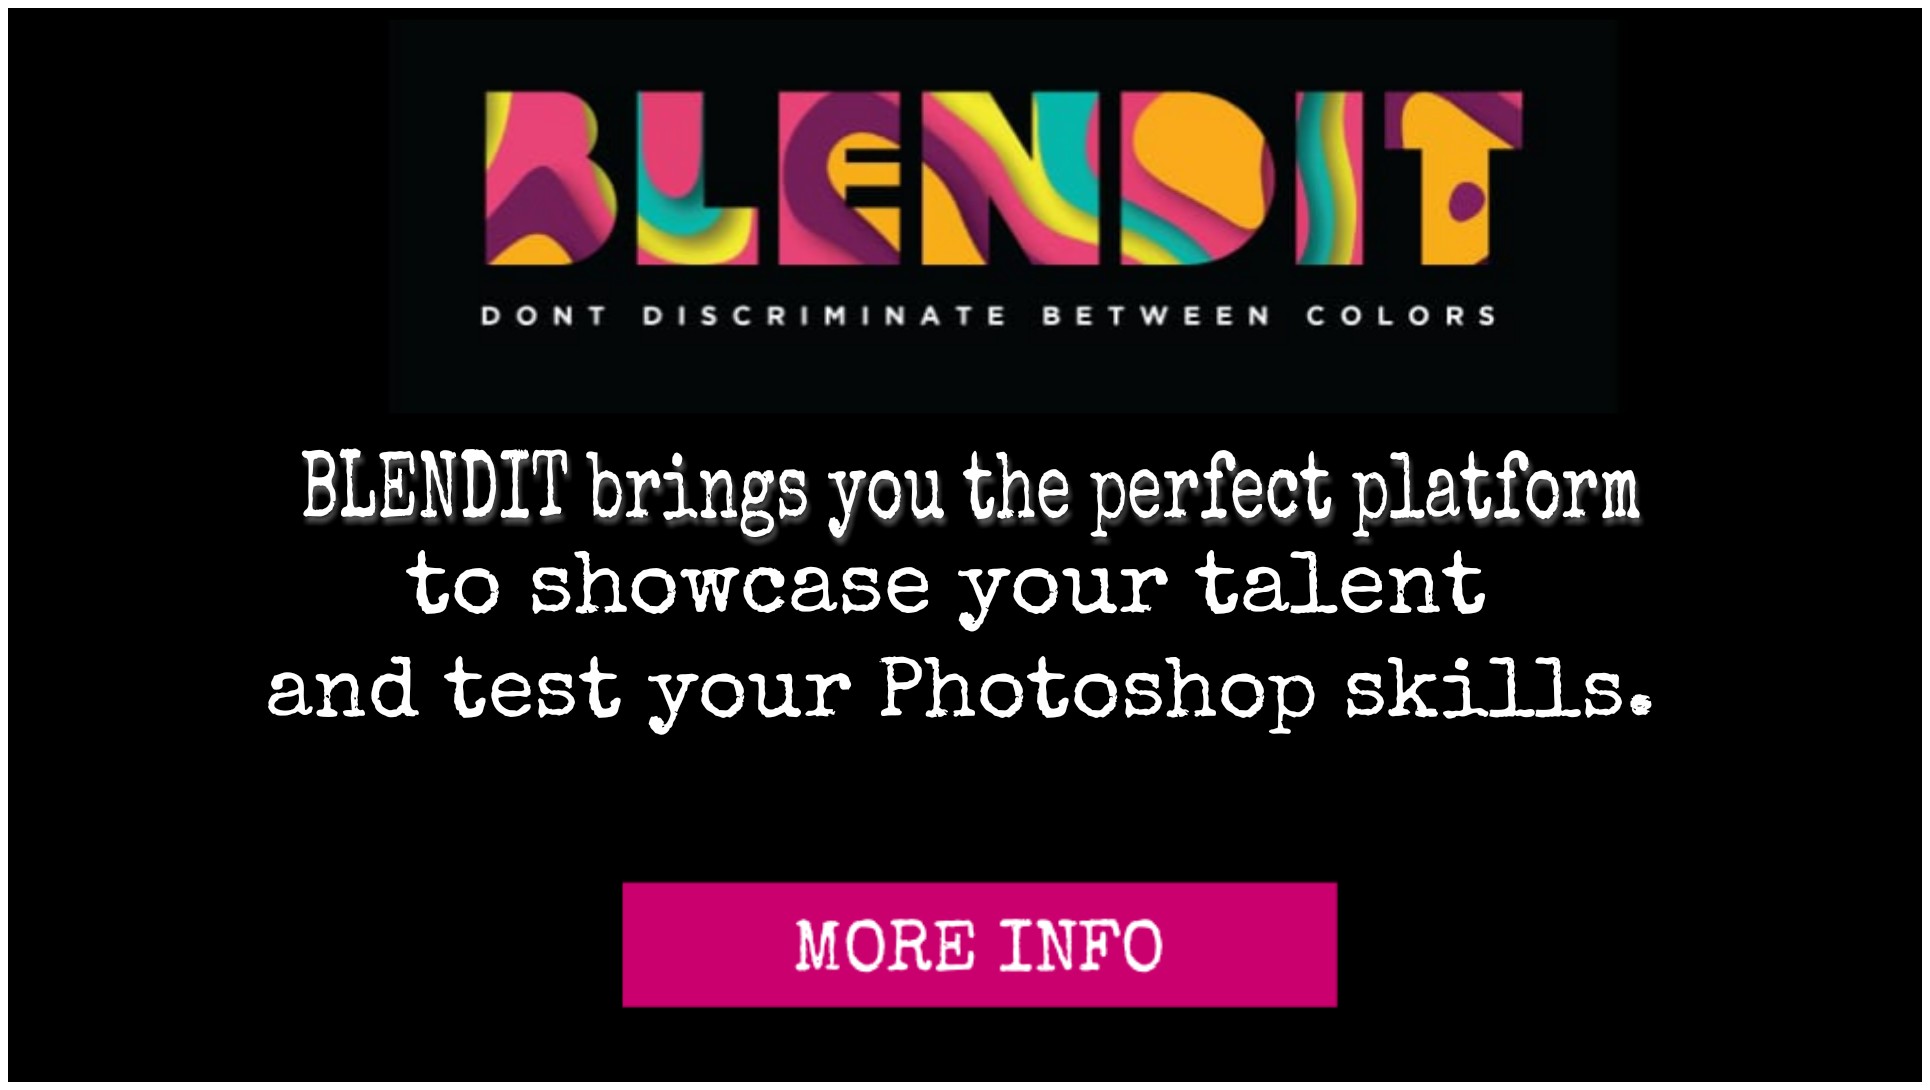 BLENDIT
DONT DISCRIMINATE BETWEEN COLORS
BLENDIT brings you the perfect platform
to showcase your talent
and test your Photoshop skills.
MORE INFO